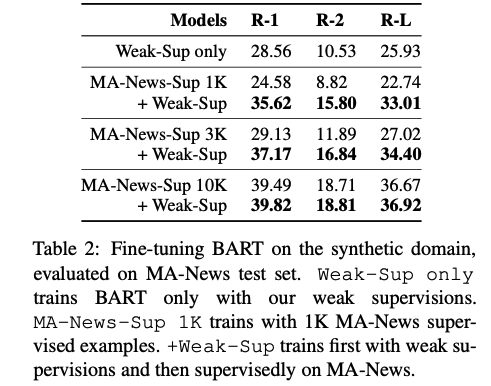 Models R-1 R-2 R-L
Weak-Sup only 28.56 10.53 25.93
MA-News-Sup 1K 24.58 8.82 22.74
+ Weak-Sup 35.62 15.80 33.01
MA-News-Sup 3K 29.13 11.89 27.02
+ Weak-Sup 37.17 16.84 34.40
MA-News-Sup 10K 39.49 18.71 36.67
+ Weak-Sup 39.82 18.81 36.92
Table 2: Fine-tuning BART on the synthetic domain,
evaluated on MA-News test set. Weak-Sup only
trains BART only with our weak supervisions.
MA-News-Sup 1K trains with 1K MA-News super-
vised examples. +Weak-Sup trains first with weak su-
pervisions and then supervisedly on MA-News.